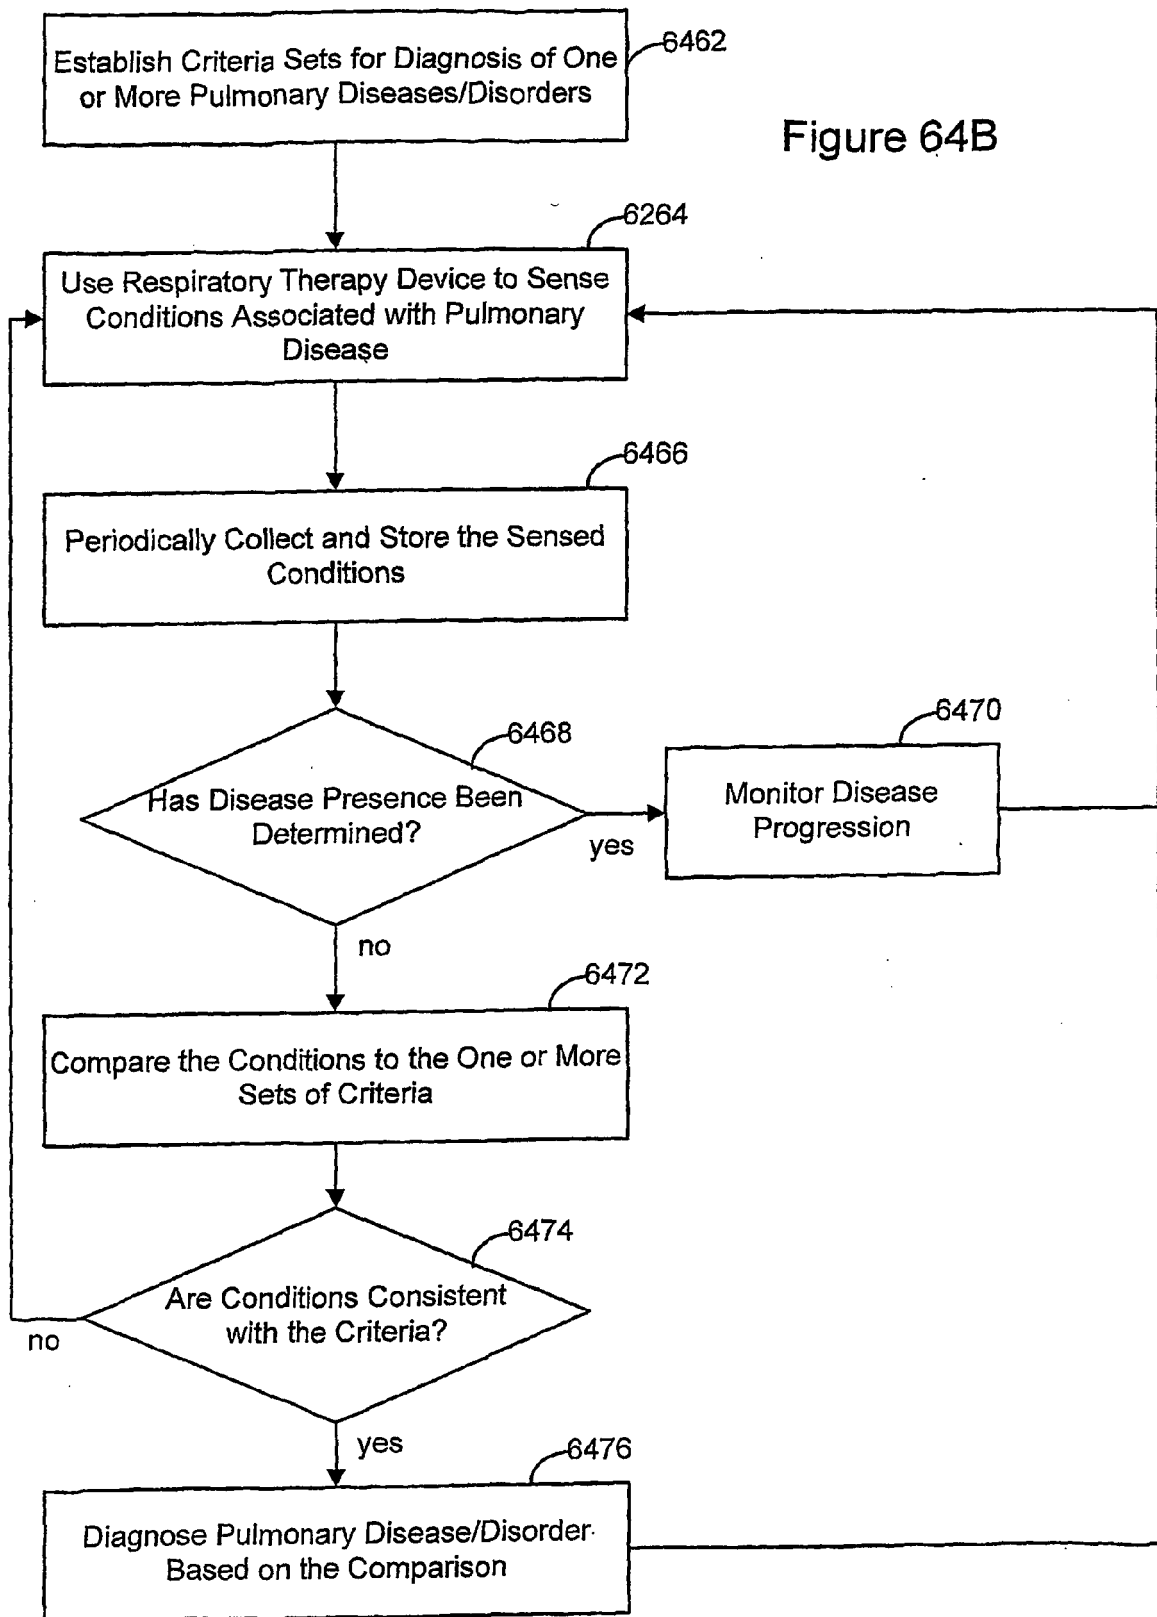 6462
Establish Criteria Sets for Diagnosis of One
or More Pulmonary Diseases/Disorders
Figure 64B
6264
Use Respiratory Therapy Device to Sense
Conditions Associated with Pulmonary
Disease
6466
Periodically Collect and Store the Sensed
Conditions
6468
Has Disease Presence Been
Determined?
yes
6470
Monitor Disease
Progression
no
6472
Compare the Conditions to the One or More
Sets of Criteria
6474
Are Conditions Consistent
with the Criteria?
no
yes
6476
Diagnose Pulmonary Disease/Disorder
Based on the Comparison